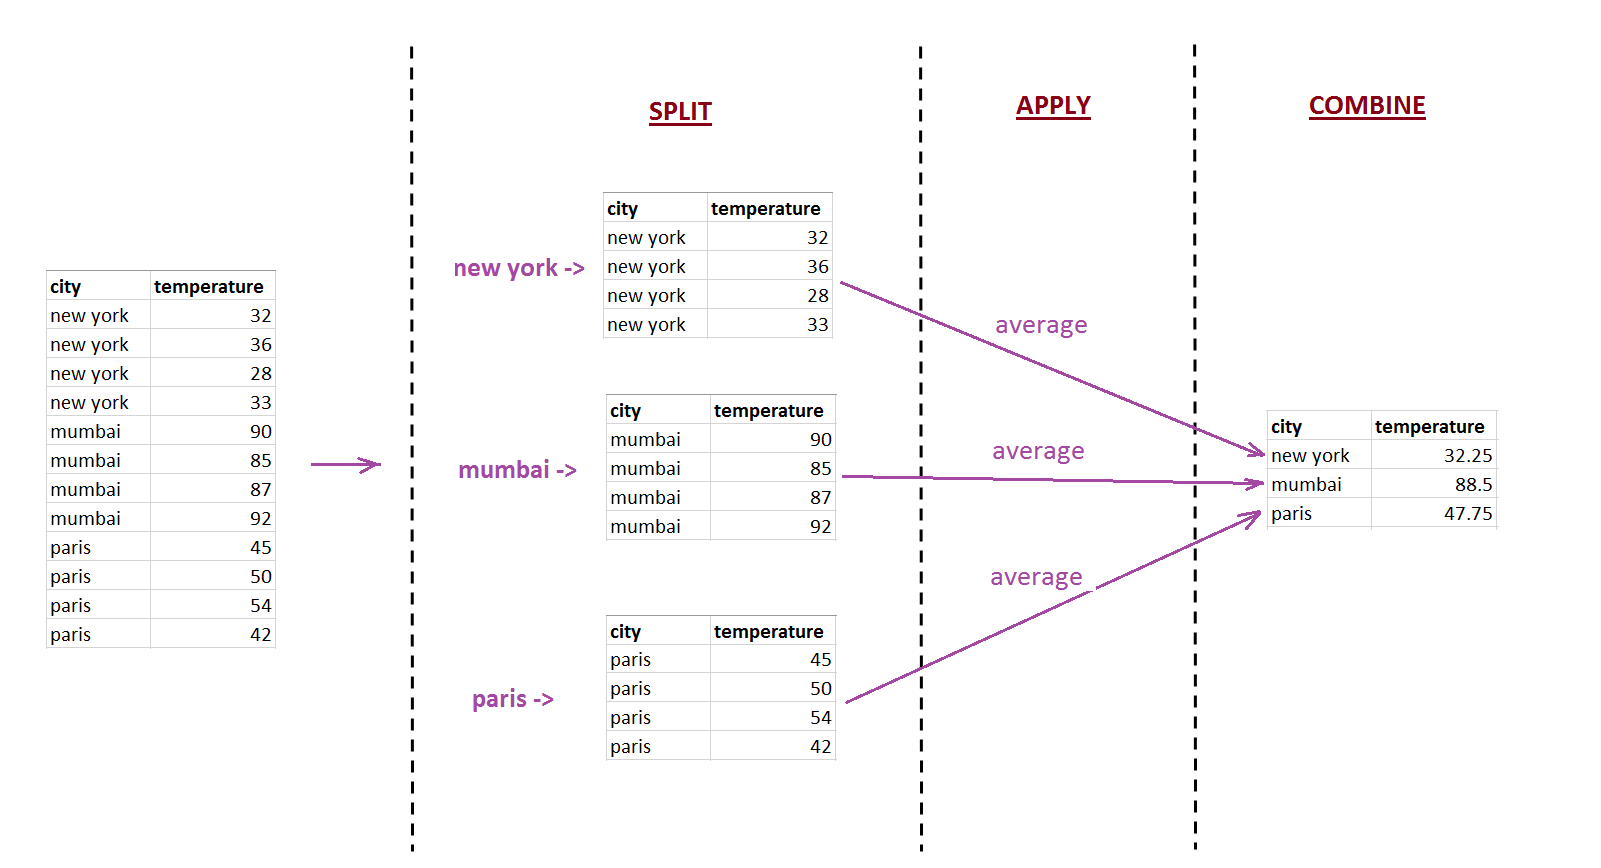 SPLIT
APPLY
COMBINE
city temperature
new york 32
new york 36
new york 28
new york 33
mumbai 90
mumbai 85
mumbai 87
mumbai 92
paris 45
paris 50
paris 54
paris 42
new york ->
city temperature
new york 32
new york 36
new york 28
new york 33
mumbai ->
city temperature
mumbai 90
mumbai 85
mumbai 87
mumbai 92
paris ->
city temperature
paris 45
paris 50
paris 54
paris 42
average
average
average
city temperature
new york 32.25
mumbai 88.5
paris 47.75